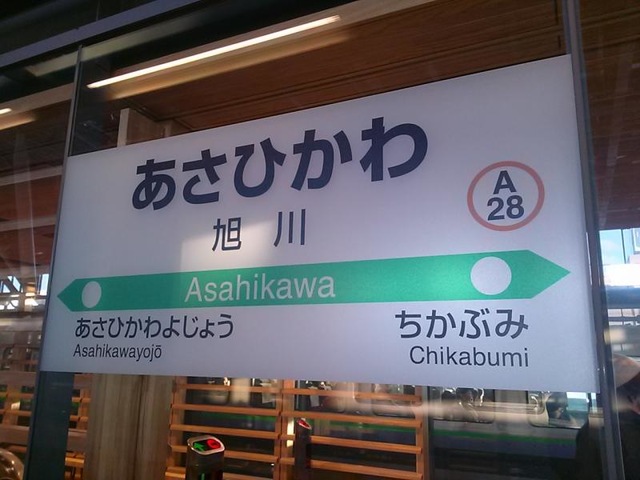 あさひかわ
旭川
A
28
Asahikawa
あさひかわよじょう
Asahikawayojō
ちかぶみ
Chikabumi